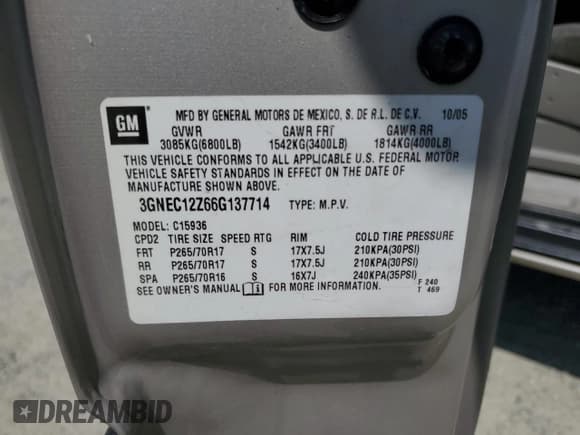 GM
MFD BY GENERAL MOTORS DE MEXICO, S. DE R.L. DE C.V. 10/05
GVWR GAWR FRT GAWR RR
3085KG(6800LB) 1542KG(3400LB) 1814KG(4000LB)
THIS VEHICLE CONFORMS TO ALL APPLICABLE U.S. FEDERAL MOTOR
VEHICLE SAFETY STANDARDS IN EFFECT ON THE DATE OF
MANUFACTURE SHOWN ABOVE.
3GNEC12Z66G137714 TYPE: M.P.V.
MODEL: C15936
CPD2 TIRE SIZE SPEED RTG RIM COLD TIRE PRESSURE
FRT P265/70R17 S 17X7.5J 210KPA(30PSI)
RR P265/70R17 S 17X7.5J 210KPA(30PSI)
SPA P265/70R16 S 16X7J 240KPA(35PSI)
SEE OWNER'S MANUAL FOR MORE INFORMATION.
F 240
T 469
DREAMBID